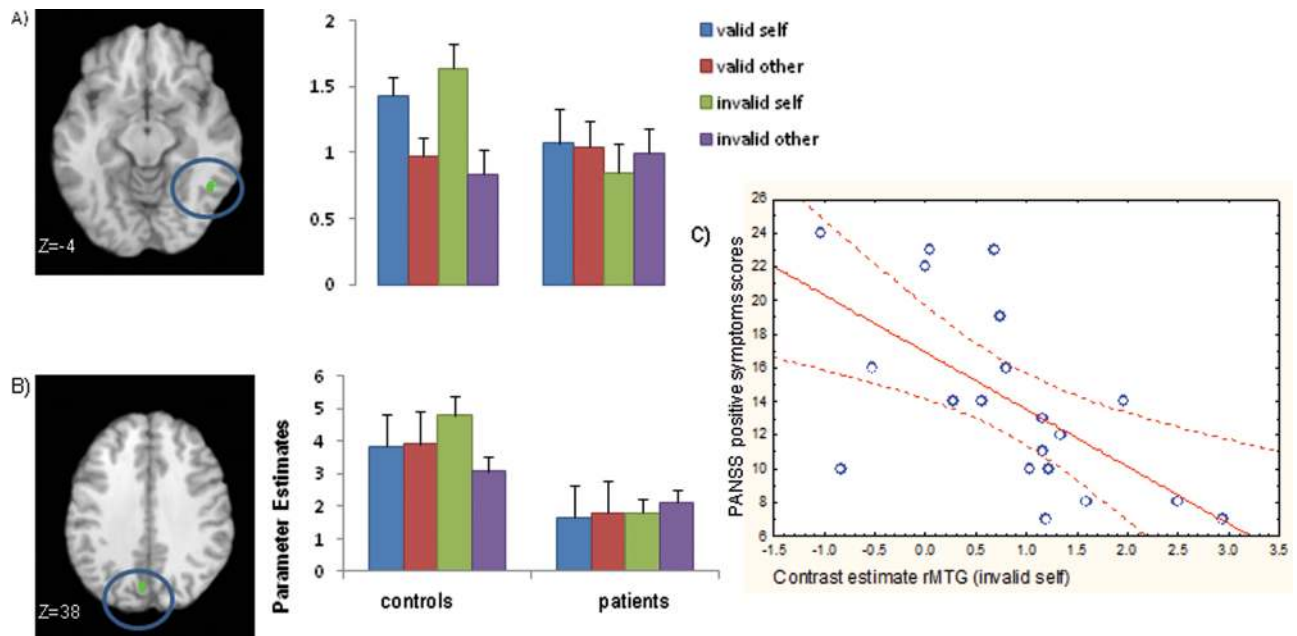 A)
Z=-4
2
1.5
1
0.5
0
valid self
valid other
invalid self
invalid other
B)
Z=38
Parameter Estimates
6
5
4
3
2
1
0
controls
patients
C)
PANSS positive symptoms scores
26
24
22
20
18
16
14
12
10
8
6
-1.5 -1.0 -0.5 0.0 0.5 1.0 1.5 2.0 2.5 3.0 3.5
Contrast estimate rMTG (invalid self)